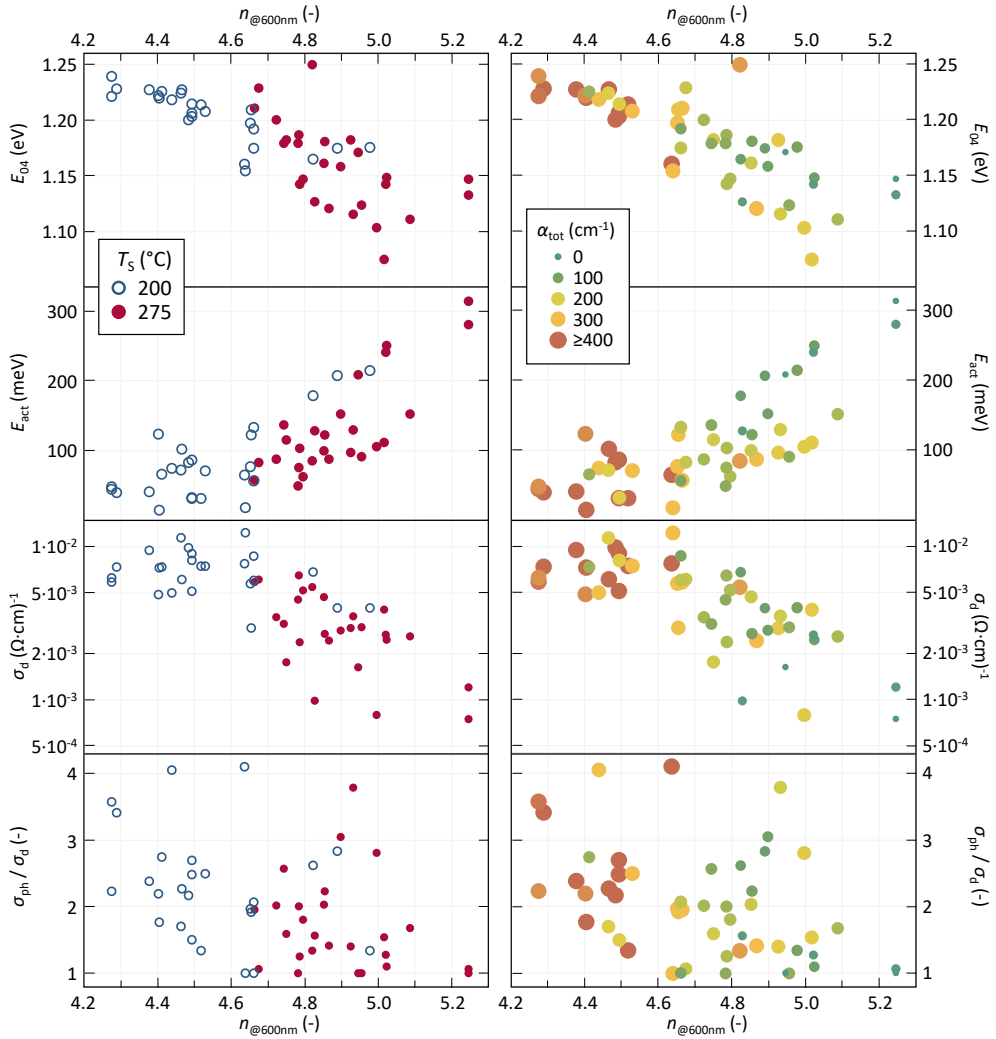 n@600nm (-) n@600nm (-)
4.2 4.4 4.6 4.8 5.0 5.2 4.2 4.4 4.6 4.8 5.0 5.2
1.25 1.25
1.20 1.20
E04 (eV) E04 (eV)
1.15 1.15
1.10 1.10
TS (°C)
200
275
αtot (cm-1)
0
100
200
300
≥400
300 300
Eact (meV) Eact (meV)
200 200
100 100
1·10-2 1·10-2
5·10-3 5·10-3
σd (Ω·cm)-1 σd (Ω·cm)-1
2·10-3 2·10-3
1·10-3 1·10-3
5·10-4 5·10-4
4 4
3 3
σph / σd (-) σph / σd (-)
2 2
1 1
4.2 4.4 4.6 4.8 5.0 5.2 4.2 4.4 4.6 4.8 5.0 5.2
n@600nm (-) n@600nm (-)